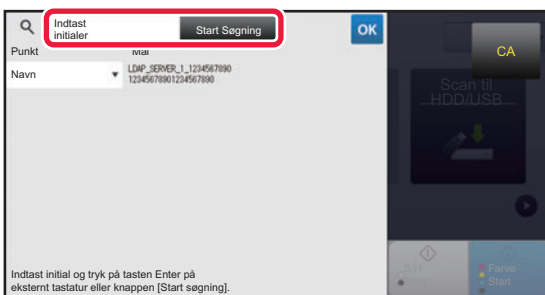 Indtast
initialer
Start Søgning
OK
CA
Punkt
Mål
Navn
LDAP_SERVER_1_1234567890
12345678901234567890
Scan til
HDD/USB
S/H
Start
Farve
Start
Indtast initial og tryk på tasten Enter på
eksternt tastatur eller knappen [Start søgning].